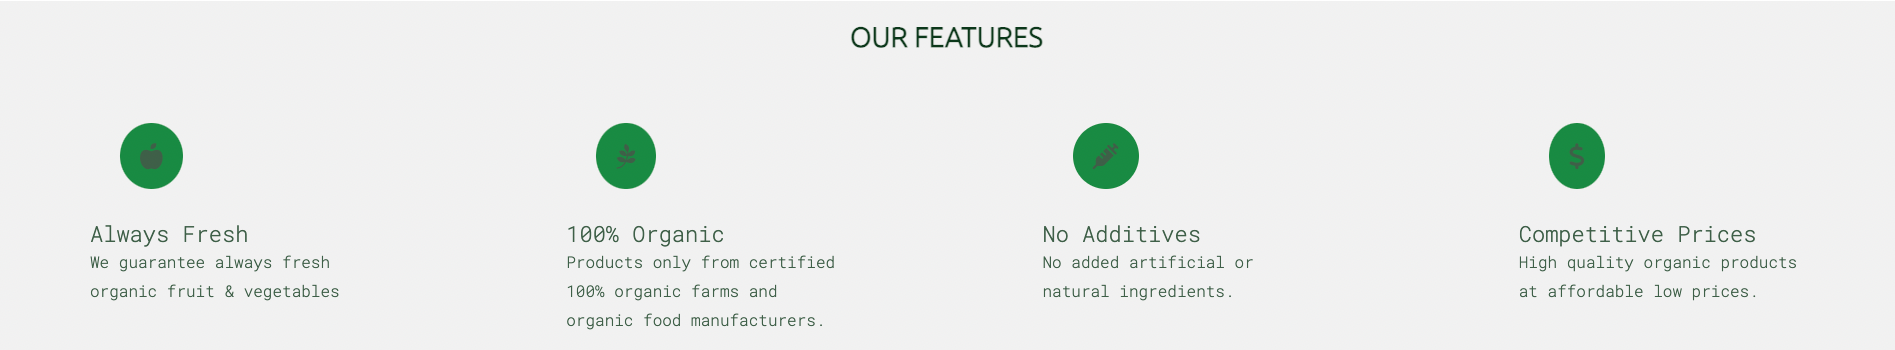 OUR FEATURES
Always Fresh
We guarantee always fresh
organic fruit & vegetables
100% Organic
Products only from certified
100% organic farms and
organic food manufacturers.
No Additives
No added artificial or
natural ingredients.
$
Competitive Prices
High quality organic products
at affordable low prices.